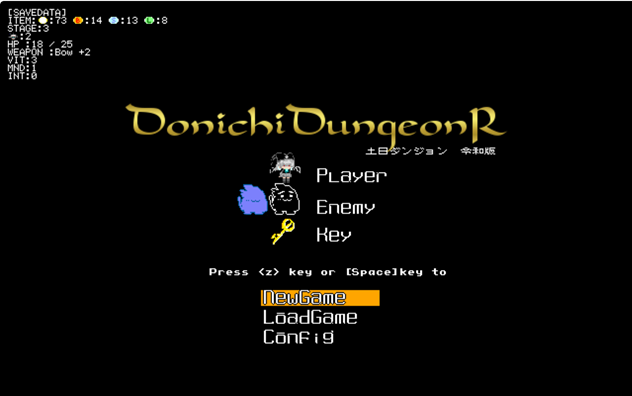 [SAVEDATA]
ITEM: :73 :14 :13 :8
STAGE:3
:2
HP :18 / 25
WEAPON :Bow +2
VIT:3
MND:1
INT:0
DonichiDungeonR
土日ダンジョン 令和版
Player
Enemy
Key
Press <z> key or [Space]key to
NewGame
LoadGame
Config